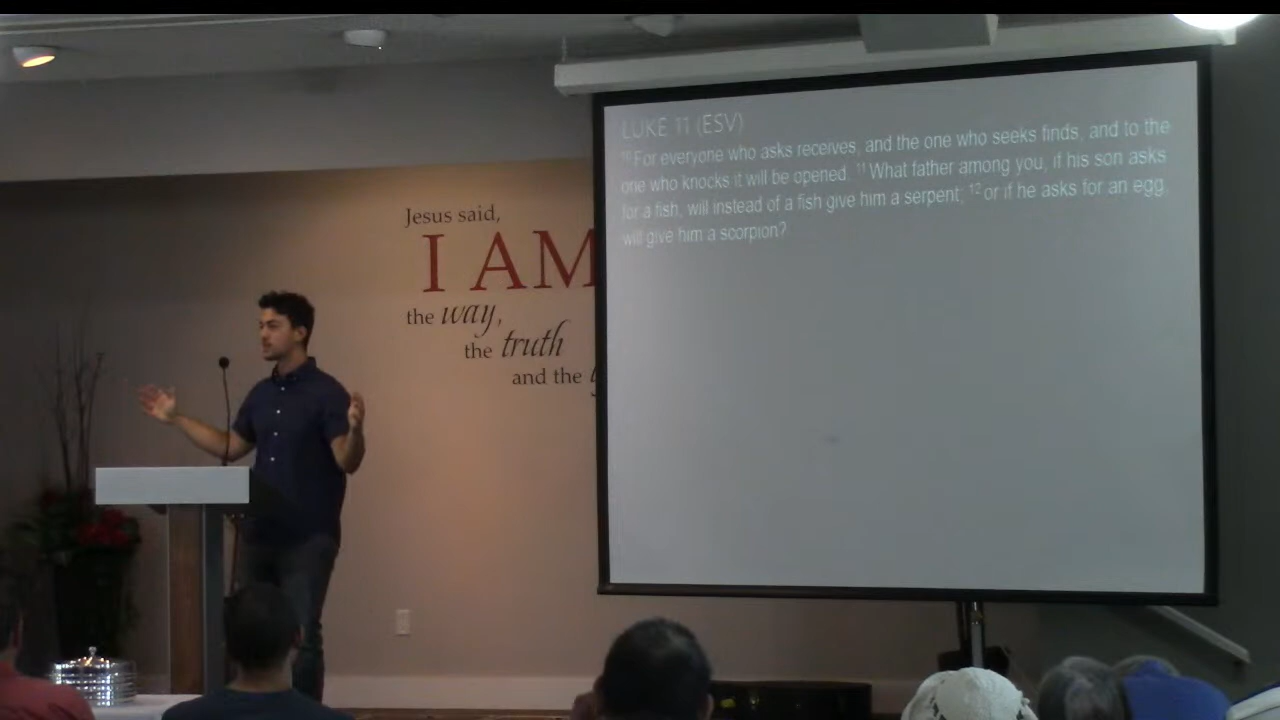 Jesus said,
I AM
the way,
the truth
and the
LUKE 11 (ESV)
10 For everyone who asks receives, and the one who seeks finds, and to the
one who knocks it will be opened. 11 What father among you, if his son asks
for a fish, will instead of a fish give him a serpent; 12 or if he asks for an egg,
will give him a scorpion?